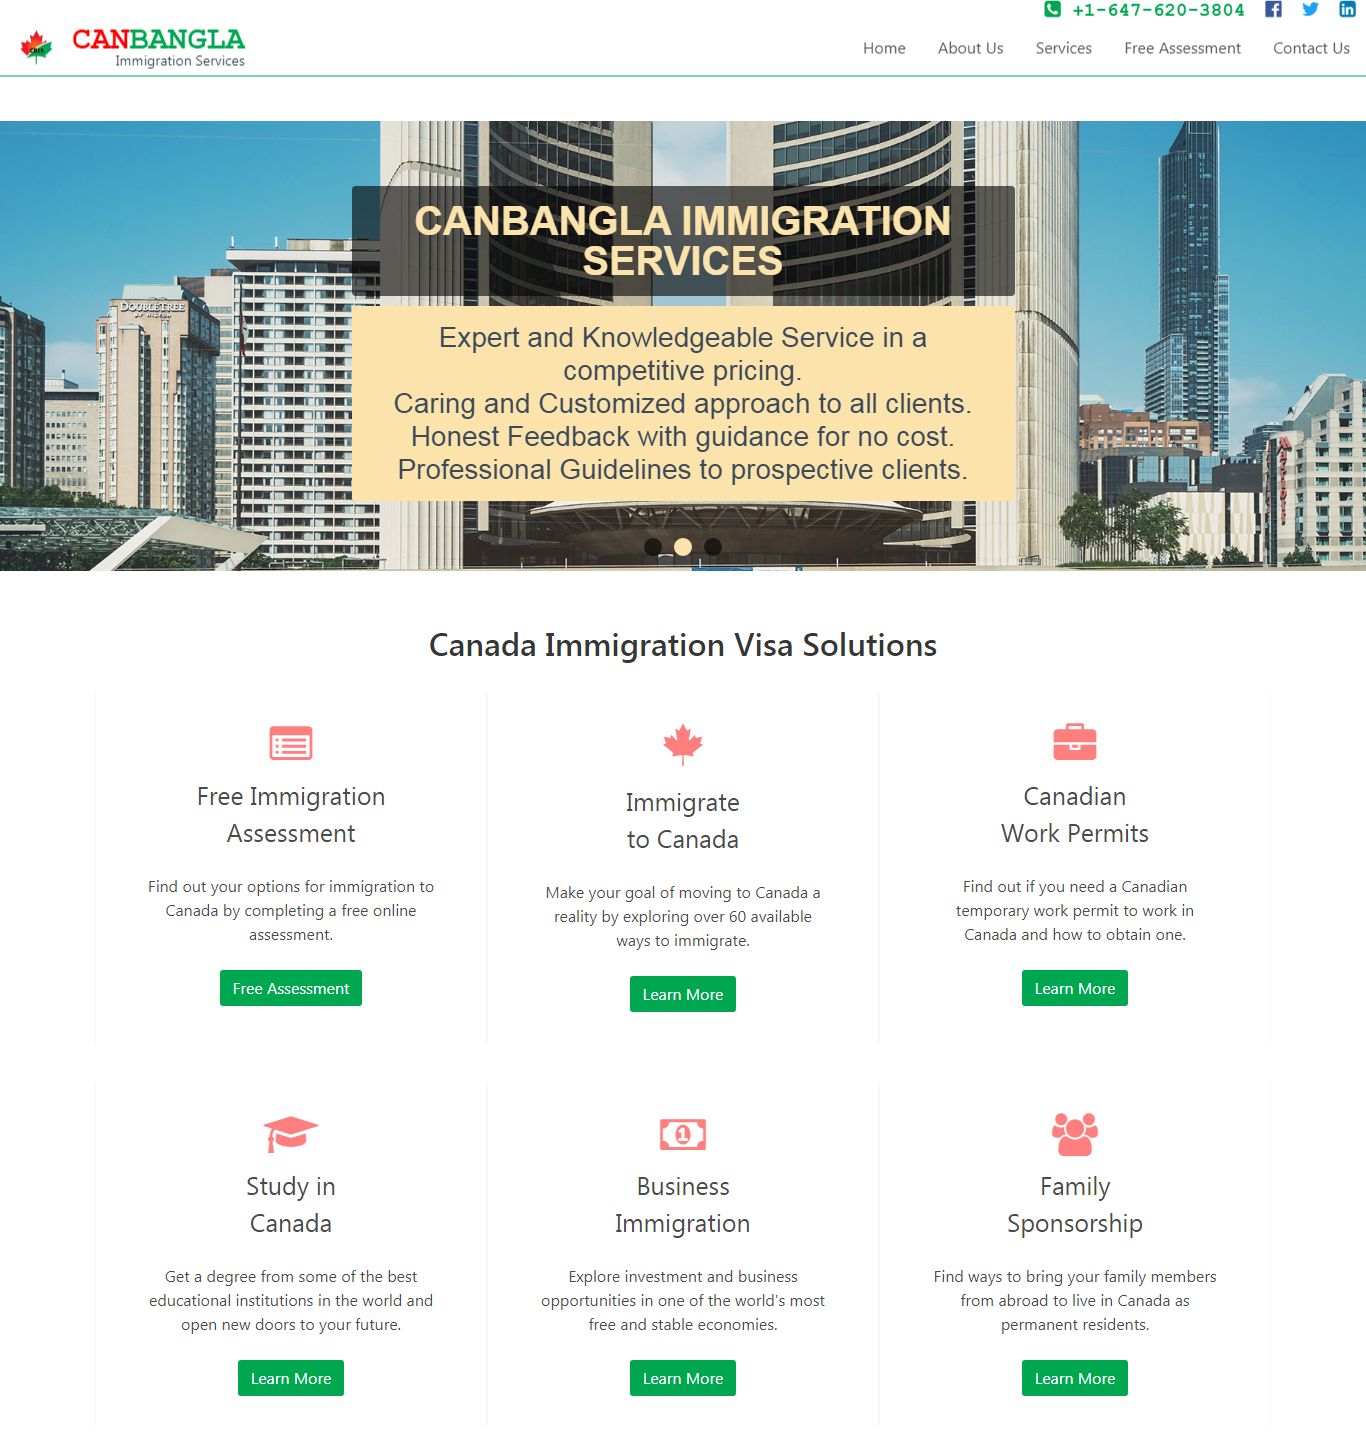 +1-647-620-3804
CBIS
CANBANGLA
Immigration Services
Home About Us Services Free Assessment Contact Us
CANBANGLA IMMIGRATION
SERVICES
DOUBLETREE
BY HILTON
Expert and Knowledgeable Service in a
competitive pricing.
Caring and Customized approach to all clients.
Honest Feedback with guidance for no cost.
Professional Guidelines to prospective clients.
Marriott
Canada Immigration Visa Solutions
Free Immigration
Assessment
Find out your options for immigration to
Canada by completing a free online
assessment.
Free Assessment
Immigrate
to Canada
Make your goal of moving to Canada a
reality by exploring over 60 available
ways to immigrate.
Learn More
Canadian
Work Permits
Find out if you need a Canadian
temporary work permit to work in
Canada and how to obtain one.
Learn More
Study in
Canada
Get a degree from some of the best
educational institutions in the world and
open new doors to your future.
Learn More
1
Business
Immigration
Explore investment and business
opportunities in one of the world's most
free and stable economies.
Learn More
Family
Sponsorship
Find ways to bring your family members
from abroad to live in Canada as
permanent residents.
Learn More